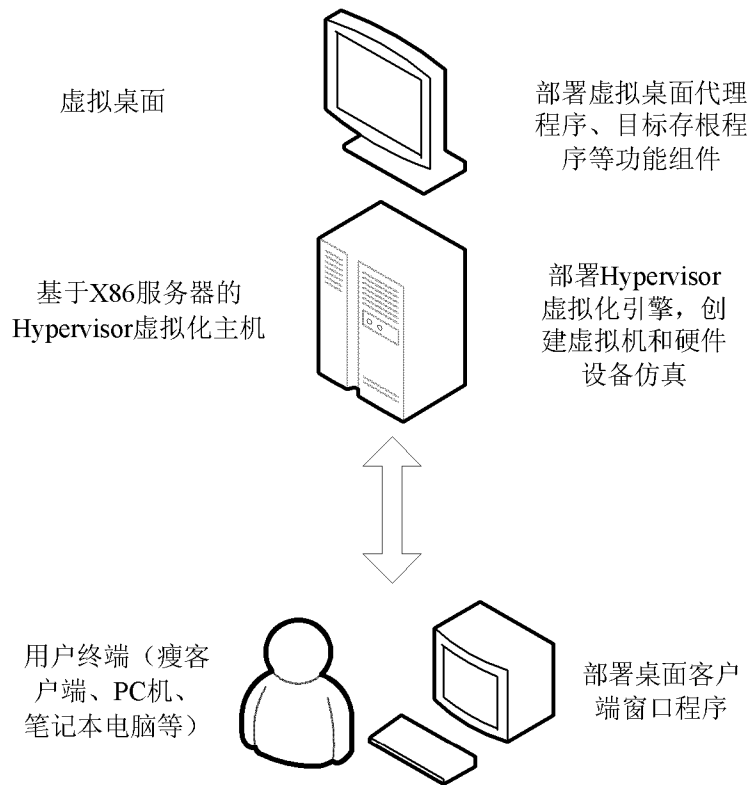 虚拟桌面
部署虚拟桌面代理
程序、目标存根程
序等功能组件
基于X86服务器的
Hypervisor虚拟化主机
部署Hypervisor
虚拟化引擎，创
建虚拟机和硬件
设备仿真
用户终端（瘦客
户端、PC机、
笔记本电脑等）
部署桌面客户
端窗口程序